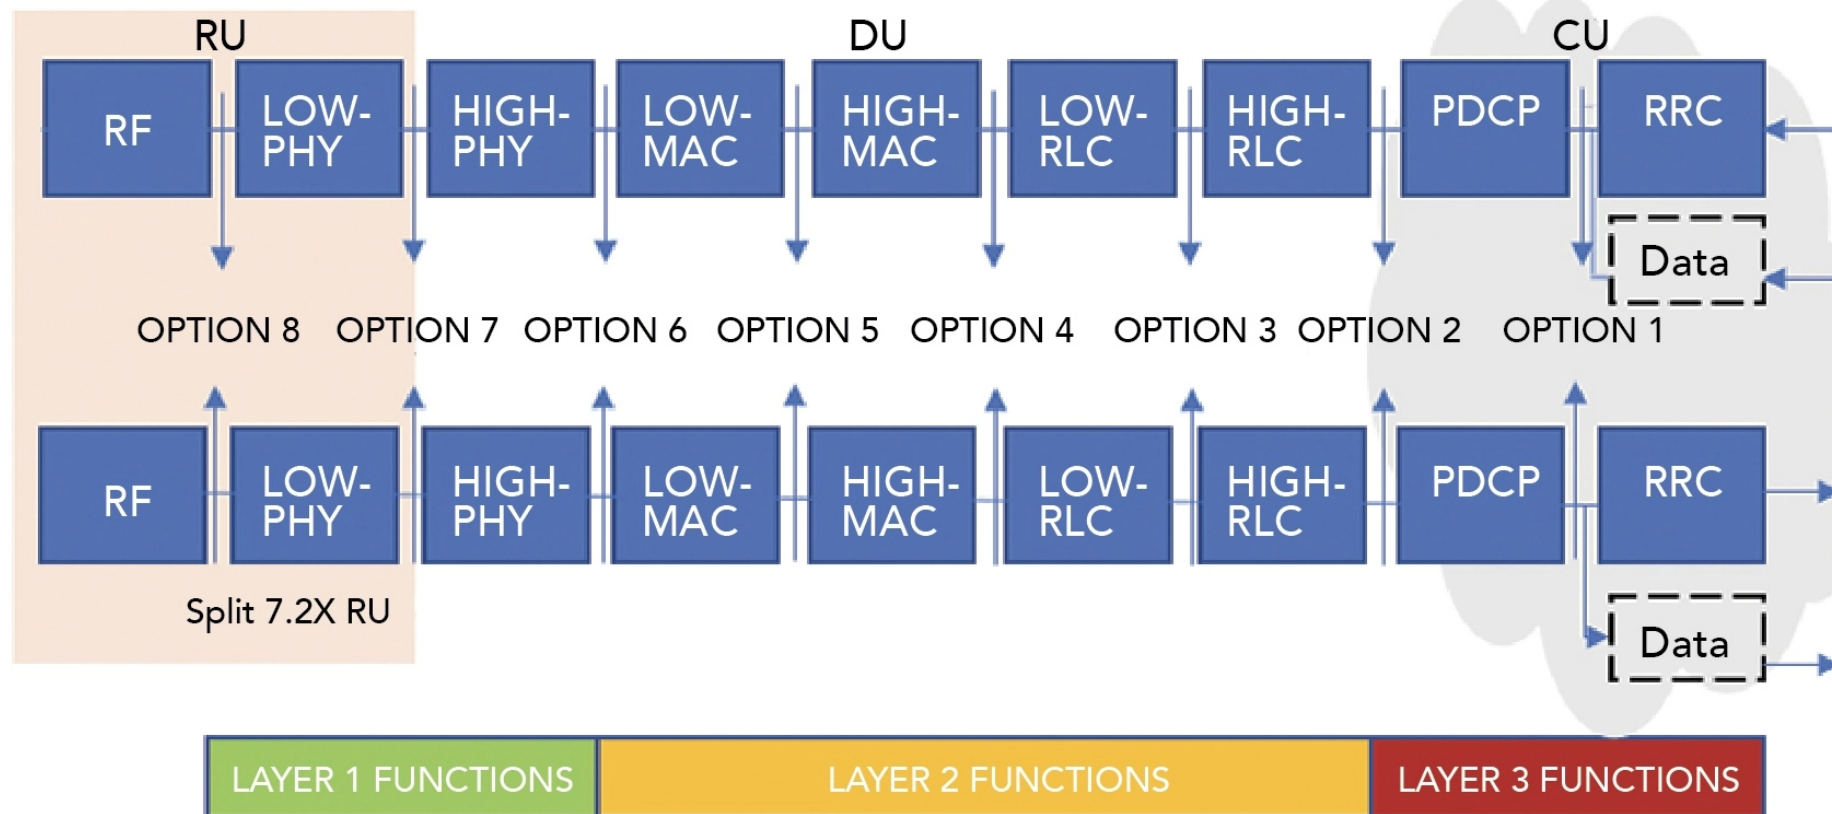 RU DU CU
RF LOW- HIGH- LOW- HIGH- LOW- HIGH- PDCP RRC
PHY PHY MAC MAC RLC RLC
Data
OPTION 8 OPTION 7 OPTION 6 OPTION 5 OPTION 4 OPTION 3 OPTION 2 OPTION 1
RF LOW- HIGH- LOW- HIGH- LOW- HIGH- PDCP RRC
PHY PHY MAC MAC RLC RLC
Split 7.2X RU
Data
LAYER 1 FUNCTIONS LAYER 2 FUNCTIONS LAYER 3 FUNCTIONS